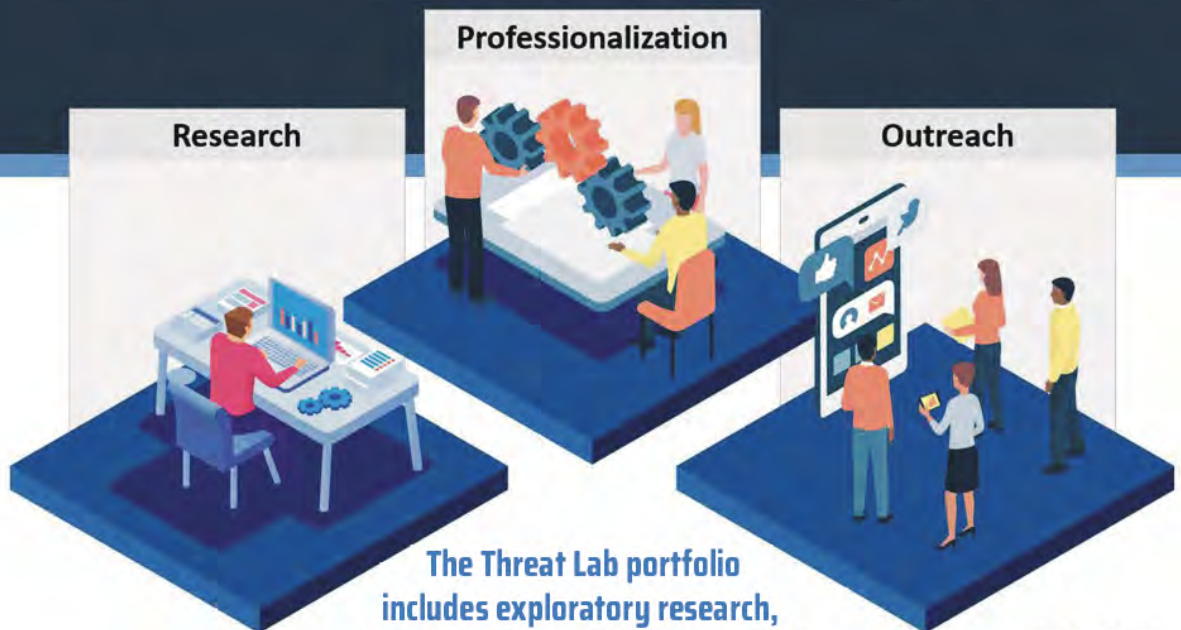 Professionalization
Research
Outreach
The Threat Lab portfolio
includes exploratory research,